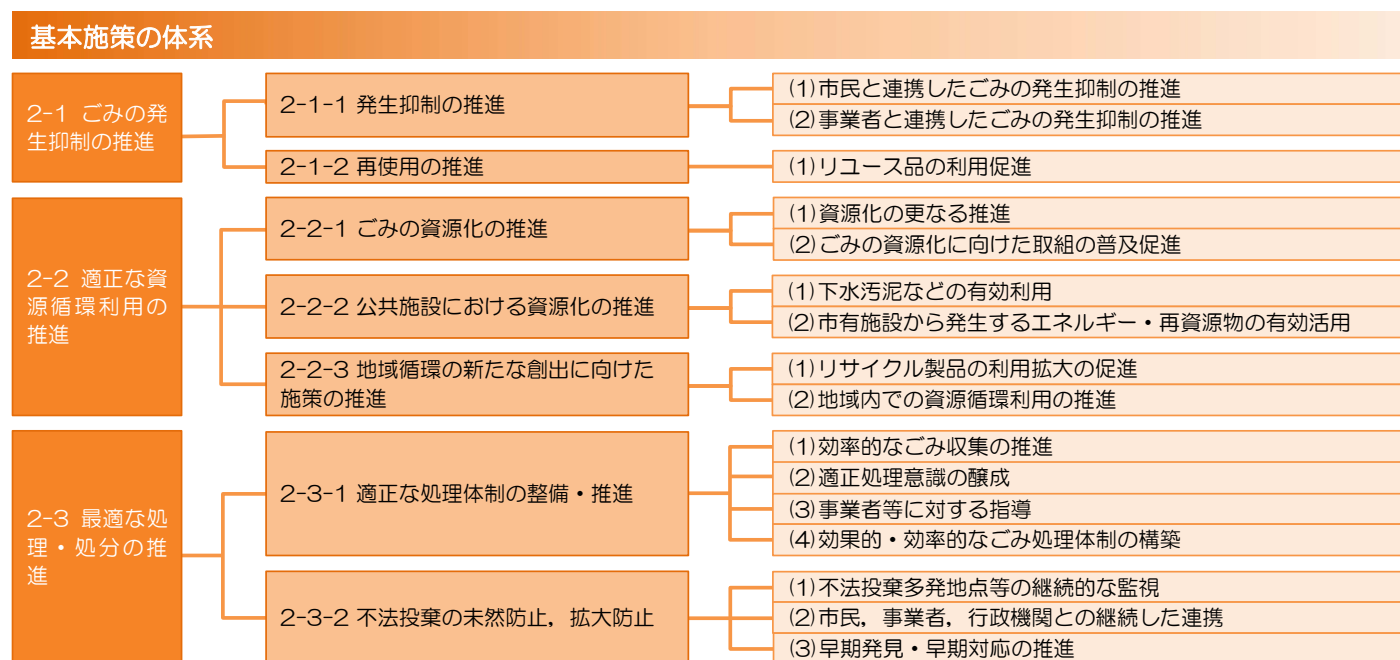 基本施策の体系
2-1 ごみの発
生抑制の推進
2-1-1 発生抑制の推進
(1)市民と連携したごみの発生抑制の推進
(2)事業者と連携したごみの発生抑制の推進
2-1-2 再使用の推進
(1)リユース品の利用促進
2-2 適正な資
源循環利用の
推進
2-2-1 ごみの資源化の推進
(1)資源化の更なる推進
(2)ごみの資源化に向けた取組の普及促進
2-2-2 公共施設における資源化の推進
(1)下水汚泥などの有効利用
(2)市有施設から発生するエネルギー・再資源物の有効活用
2-2-3 地域循環の新たな創出に向けた
施策の推進
(1)リサイクル製品の利用拡大の促進
(2)地域内での資源循環利用の推進
2-3 最適な処
理・処分の推
進
2-3-1 適正な処理体制の整備・推進
(1)効率的なごみ収集の推進
(2)適正処理意識の醸成
(3)事業者等に対する指導
(4)効果的・効率的なごみ処理体制の構築
2-3-2 不法投棄の未然防止，拡大防止
(1)不法投棄多発地点等の継続的な監視
(2)市民，事業者，行政機関との継続した連携
(3)早期発見・早期対応の推進